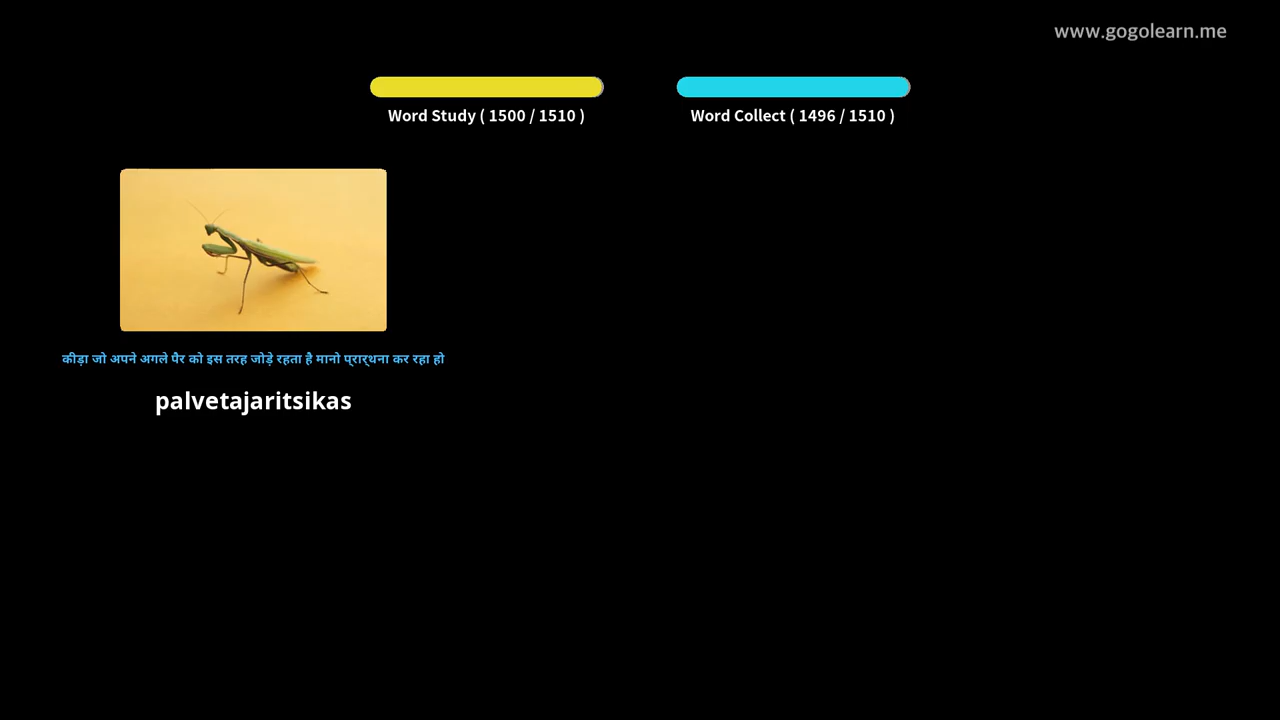 www.gogolearn.me
Word Study ( 1500 / 1510 )
Word Collect ( 1496 / 1510 )
कीड़ा जो अपने अगले पैर को इस तरह जोड़े रहता है मानो प्रार्थना कर रहा हो
palvetajaritsikas